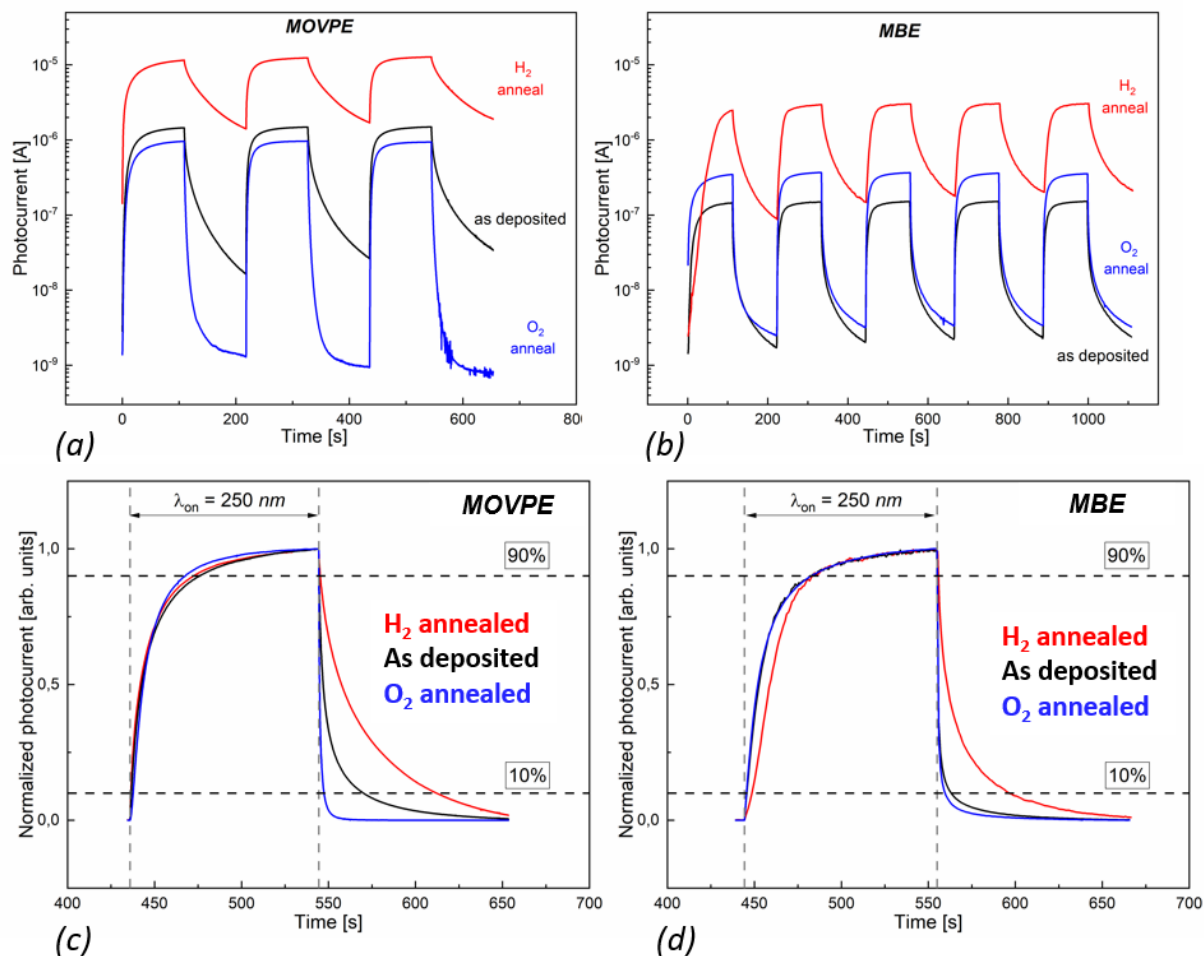 MOVPE
Photocurrent [A]
10⁻⁵
10⁻⁶
10⁻⁷
10⁻⁸
10⁻⁹
H₂
anneal
as deposited
O₂
anneal
0 200 400 600 800
Time [s]
(a)
MBE
Photocurrent [A]
10⁻⁵
10⁻⁶
10⁻⁷
10⁻⁸
10⁻⁹
H₂
anneal
O₂
anneal
as deposited
0 200 400 600 800 1000
Time [s]
(b)
λon = 250 nm
MOVPE
Normalized photocurrent [arb. units]
1,0
0,5
0,0
90%
H₂ annealed
As deposited
O₂ annealed
10%
400 450 500 550 600 650 700
Time [s]
(c)
λon = 250 nm
MBE
Normalized photocurrent [arb. units]
1,0
0,5
0,0
90%
H₂ annealed
As deposited
O₂ annealed
10%
400 450 500 550 600 650 700
Time [s]
(d)